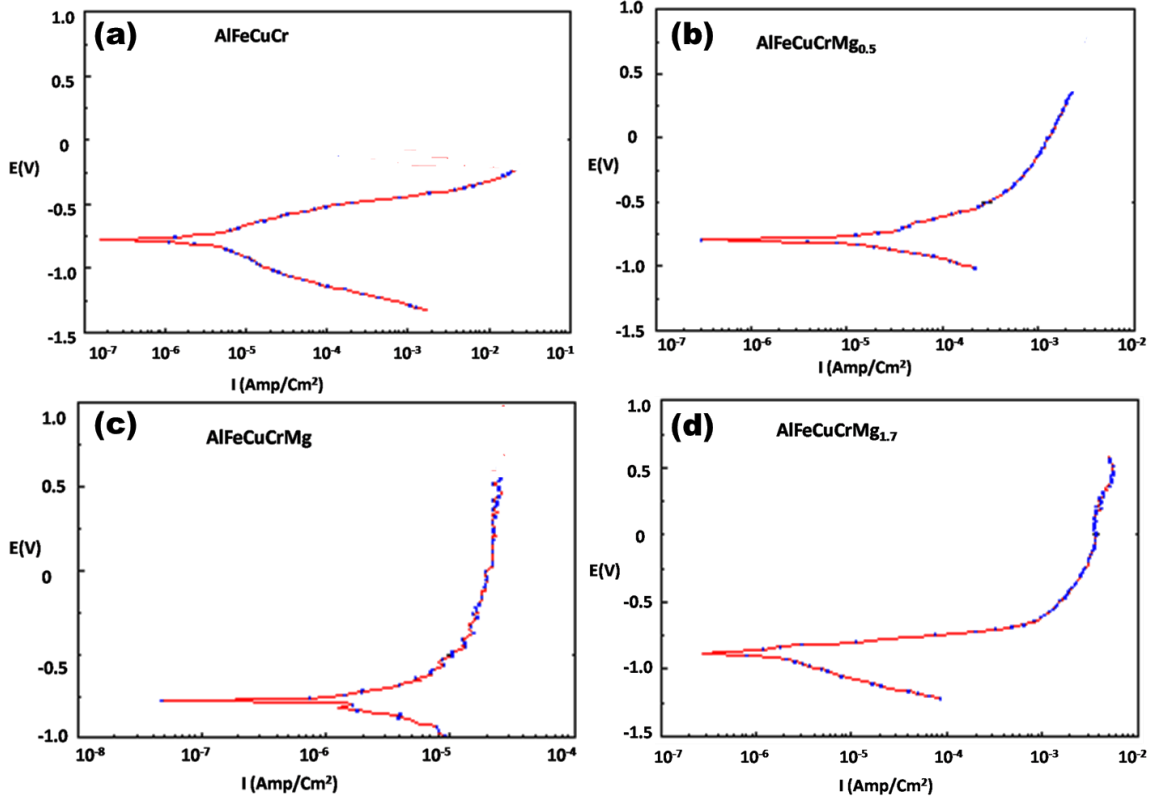 (a) AlFeCuCr
1.0
0.5
0
E(V)
-0.5
-1.0
-1.5
10-7 10-6 10-5 10-4 10-3 10-2 10-1
I (Amp/Cm²)
(b) AlFeCuCrMg0.5
1.0
0.5
0
E(V)
-0.5
-1.0
-1.5
10-7 10-6 10-5 10-4 10-3 10-2
I (Amp/Cm²)
(c) AlFeCuCrMg
1.0
0.5
E(V)
0
-0.5
-1.0
10-8 10-7 10-6 10-5 10-4
I (Amp/Cm²)
(d) AlFeCuCrMg1.7
1.0
0.5
0
E(V)
-0.5
-1.0
-1.5
10-7 10-6 10-5 10-4 10-3 10-2
I (Amp/Cm²)